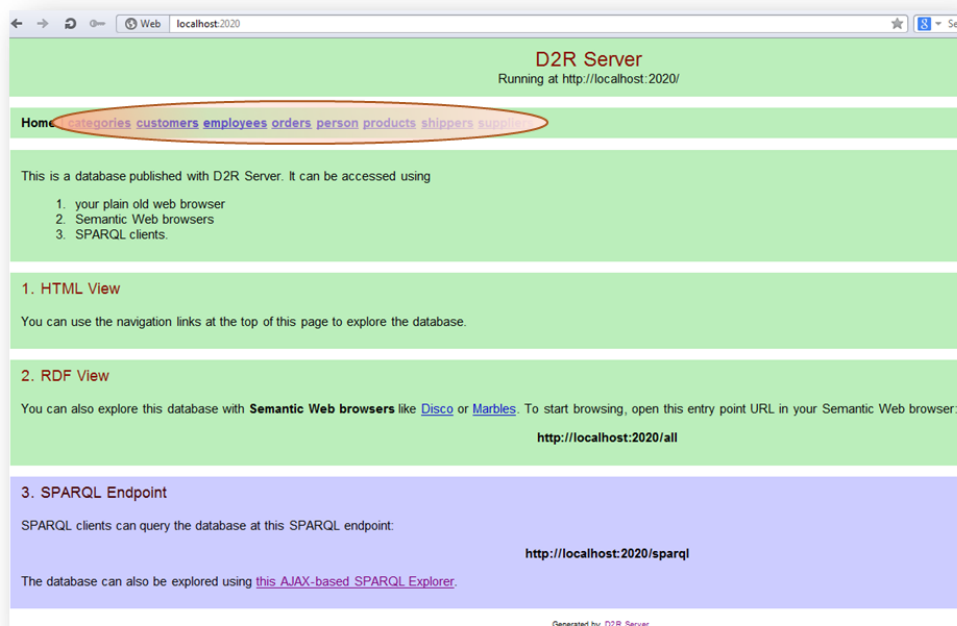 Web localhost:2020
D2R Server
Running at http://localhost:2020/
Home categories customers employees orders person products shippers suppliers
This is a database published with D2R Server. It can be accessed using
1. your plain old web browser
2. Semantic Web browsers
3. SPARQL clients.
1. HTML View
You can use the navigation links at the top of this page to explore the database.
2. RDF View
You can also explore this database with Semantic Web browsers like Disco or Marbles. To start browsing, open this entry point URL in your Semantic Web browser:
http://localhost:2020/all
3. SPARQL Endpoint
SPARQL clients can query the database at this SPARQL endpoint:
http://localhost:2020/sparql
The database can also be explored using this AJAX-based SPARQL Explorer.
Generated by D2R Server